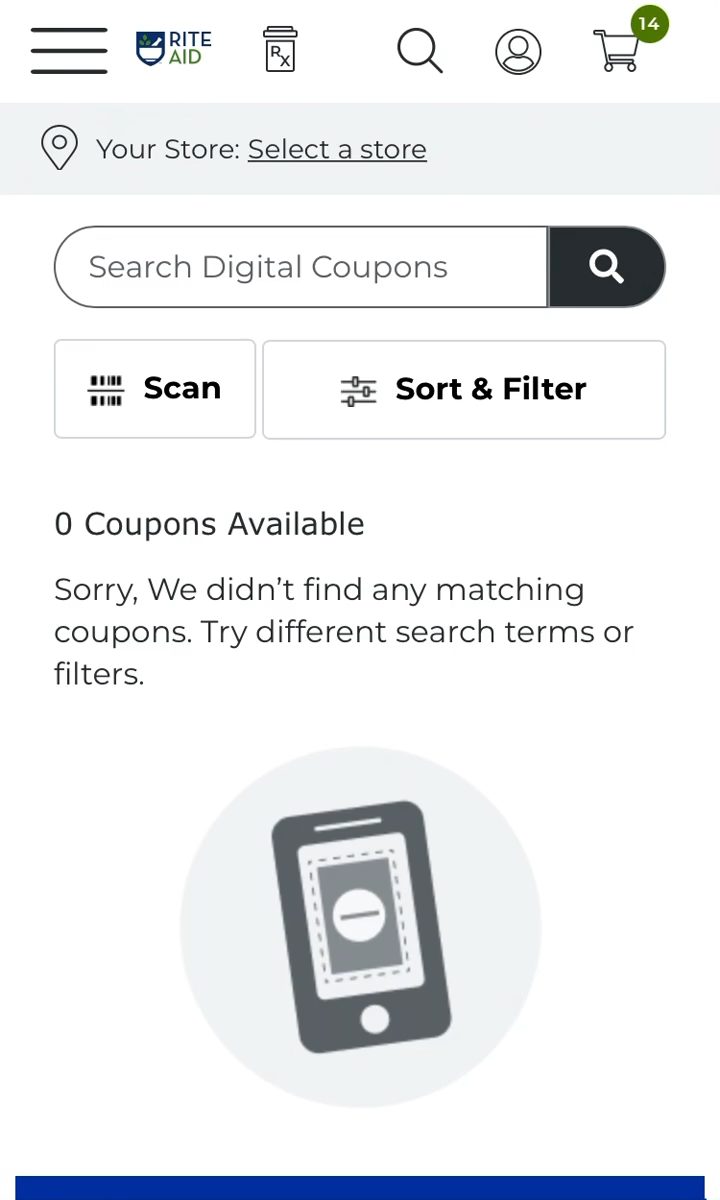 RITE
AID
Rx
14
Your Store: Select a store
Search Digital Coupons
Scan
Sort & Filter
0 Coupons Available
Sorry, We didn’t find any matching
coupons. Try different search terms or
filters.